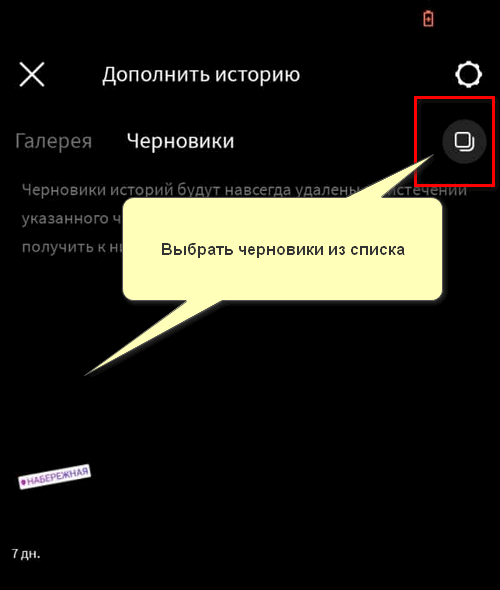 Дополнить историю
Галерея Черновики
Черновики историй будут навсегда удалены истечении
указанного
получить к
Выбрать черновики из списка
НАБЕРЕЖНАЯ
7 дн.